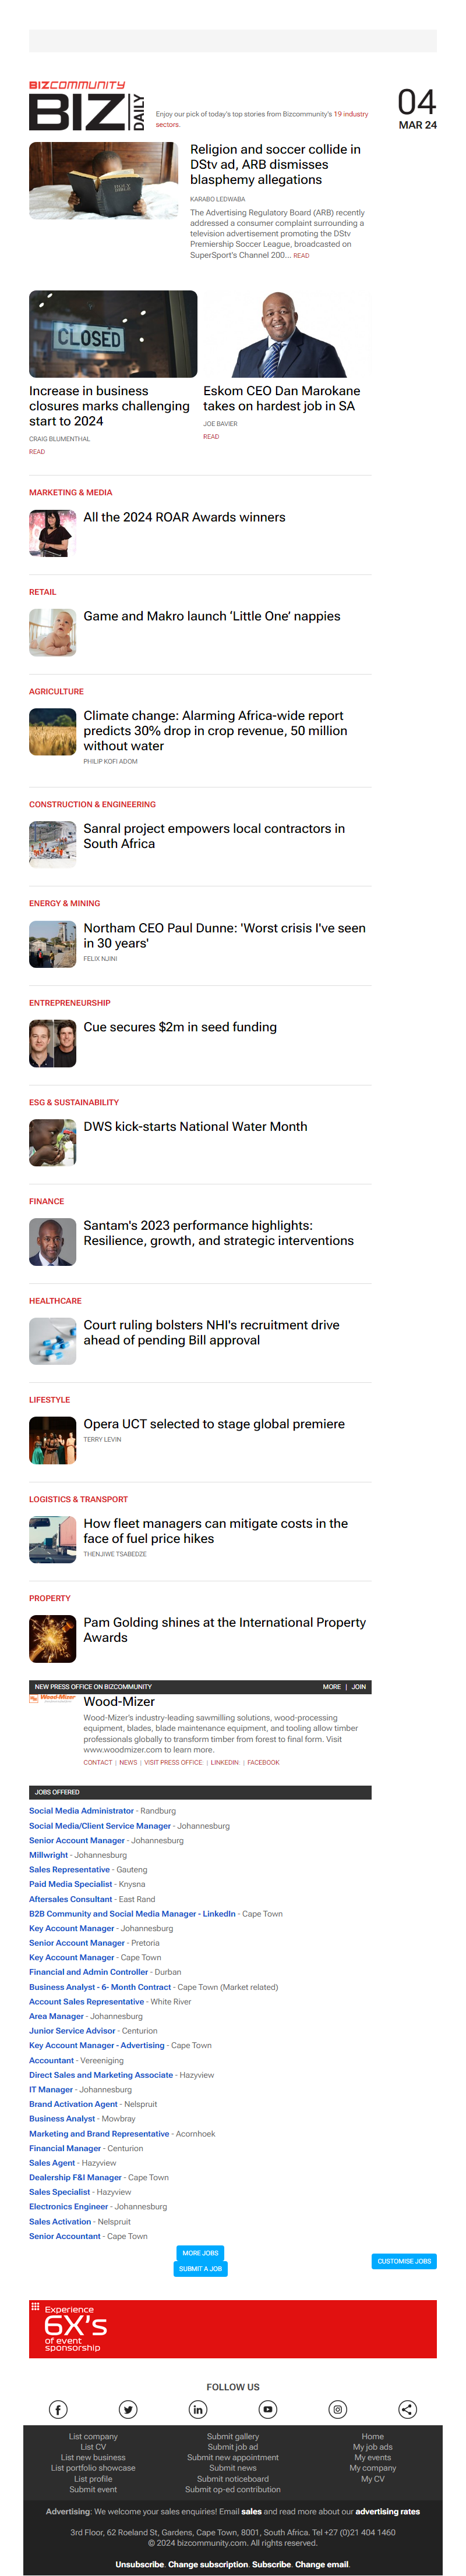 BIZCOMMUNITY
BIZ DAILY
Enjoy our pick of today's top stories from Bizcommunity's 19 industry
sectors.
04
MAR 24
Religion and soccer collide in
DStv ad, ARB dismisses
blasphemy allegations
KARABO LEDWABA
The Advertising Regulatory Board (ARB) recently
addressed a consumer complaint surrounding a
television advertisement promoting the DStv
Premiership Soccer League, broadcasted on
SuperSport's Channel 200... READ
CLOSED
Increase in business
closures marks challenging
start to 2024
CRAIG BLUMENTHAL
READ
Eskom CEO Dan Marokane
takes on hardest job in SA
JOE BAVIER
READ
MARKETING & MEDIA
All the 2024 ROAR Awards winners
RETAIL
Game and Makro launch 'Little One' nappies
AGRICULTURE
Climate change: Alarming Africa-wide report
predicts 30% drop in crop revenue, 50 million
without water
PHILIP KOFI ADOM
CONSTRUCTION & ENGINEERING
Sanral project empowers local contractors in
South Africa
ENERGY & MINING
Northam CEO Paul Dunne: 'Worst crisis I've seen
in 30 years'
FELIX NJINI
ENTREPRENEURSHIP
Cue secures $2m in seed funding
ESG & SUSTAINABILITY
DWS kick-starts National Water Month
FINANCE
Santam's 2023 performance highlights:
Resilience, growth, and strategic interventions
HEALTHCARE
Court ruling bolsters NHI's recruitment drive
ahead of pending Bill approval
LIFESTYLE
Opera UCT selected to stage global premiere
TERRY LEVIN
LOGISTICS & TRANSPORT
How fleet managers can mitigate costs in the
face of fuel price hikes
THENJIWE TSABEDZE
PROPERTY
Pam Golding shines at the International Property
Awards
NEW PRESS OFFICE ON BIZCOMMUNITY MORE | JOIN
Wood-Mizer
Wood-Mizer
Wood-Mizer's industry-leading sawmilling solutions, wood-processing
equipment, blades, blade maintenance equipment, and tooling allow timber
professionals globally to transform timber from forest to final form. Visit
www.woodmizer.com to learn more.
CONTACT | NEWS | VISIT PRESS OFFICE | LINKEDIN | FACEBOOK
JOBS OFFERED
Social Media Administrator - Randburg
Social Media/Client Service Manager - Johannesburg
Senior Account Manager - Johannesburg
Millwright - Johannesburg
Sales Representative - Gauteng
Paid Media Specialist - Knysna
Aftersales Consultant - East Rand
B2B Community and Social Media Manager - LinkedIn - Cape Town
Key Account Manager - Johannesburg
Senior Account Manager - Pretoria
Key Account Manager - Cape Town
Financial and Admin Controller - Durban
Business Analyst - 6- Month Contract - Cape Town (Market related)
Account Sales Representative - White River
Area Manager - Johannesburg
Junior Service Advisor - Centurion
Key Account Manager - Advertising - Cape Town
Accountant - Vereeniging
Direct Sales and Marketing Associate - Hazyview
IT Manager - Johannesburg
Brand Activation Agent - Nelspruit
Business Analyst - Mowbray
Marketing and Brand Representative - Acornhoek
Financial Manager - Centurion
Sales Agent - Hazyview
Dealership F&I Manager - Cape Town
Sales Specialist - Hazyview
Electronics Engineer - Johannesburg
Sales Activation - Nelspruit
Senior Accountant - Cape Town
MORE JOBS
SUBMIT A JOB
CUSTOMISE JOBS
Experience
6X's
of event
sponsorship
FOLLOW US
List company
List CV
List new business
List portfolio showcase
List profile
Submit event
Submit gallery
Submit job ad
Submit new appointment
Submit news
Submit noticeboard
Submit op-ed contribution
Home
My job ads
My events
My company
My CV
Advertising: We welcome your sales enquiries! Email sales and read more about our advertising rates
3rd Floor, 62 Roeland St, Gardens, Cape Town, 8001, South Africa. Tel +27 (0)21 404 1460
© 2024 bizcommunity.com. All rights reserved.
Unsubscribe. Change subscription. Subscribe. Change email.